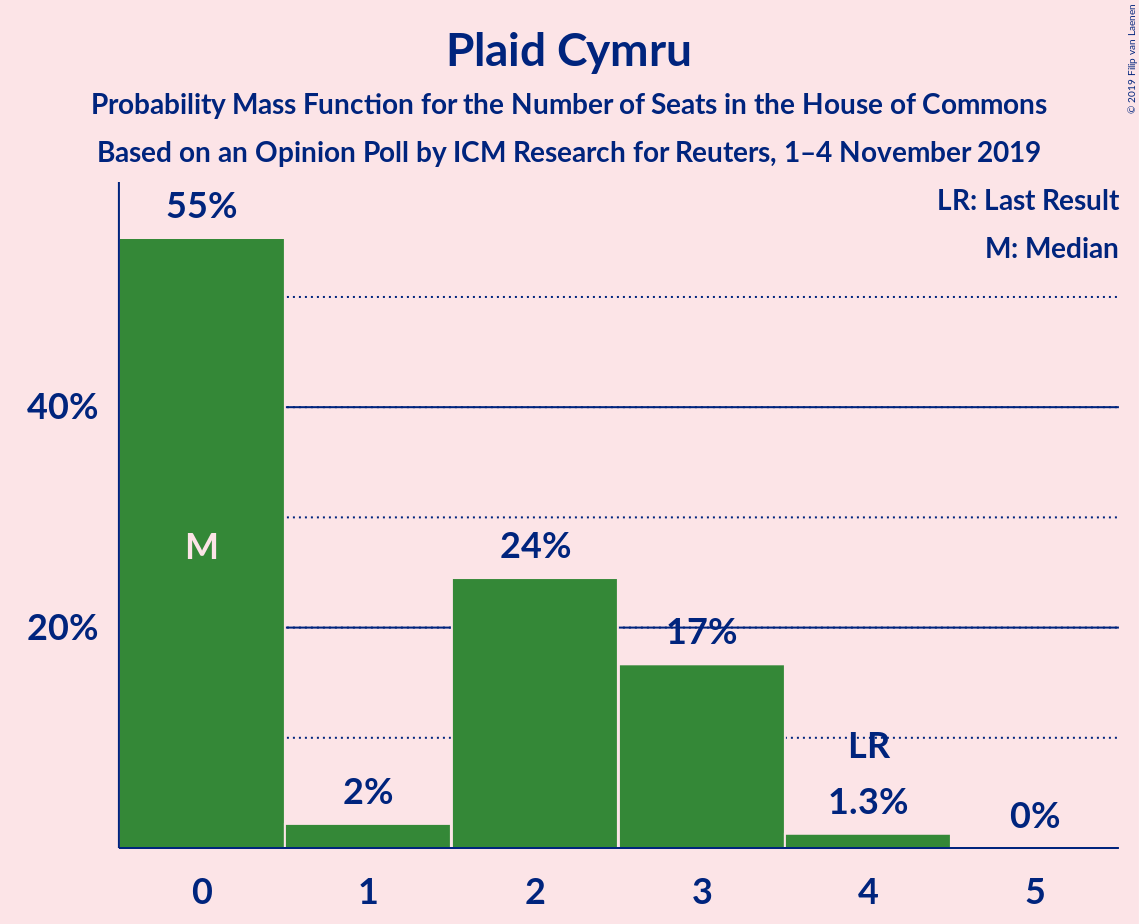 Plaid Cymru
Probability Mass Function for the Number of Seats in the House of Commons
Based on an Opinion Poll by ICM Research for Reuters, 1–4 November 2019
© 2019 Filip van Laenen
LR: Last Result
M: Median
55%
40%
M
24%
20%
17%
LR
2%
1.3%
0%
0 1 2 3 4 5